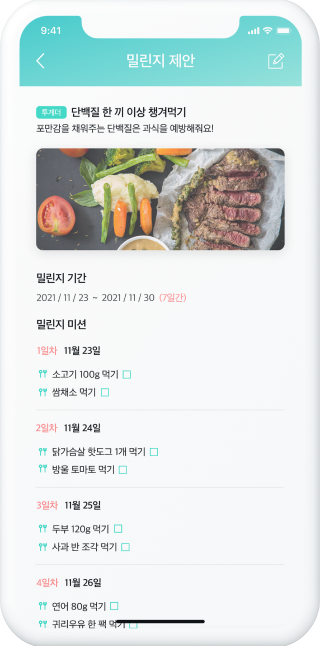 9:41
밀린지 제안
투게더 단백질 한 끼 이상 챙겨먹기
포만감을 채워주는 단백질은 과식을 예방해줘요!
밀린지 기간
2021 / 11 / 23 ~ 2021 / 11 / 30 (7일간)
밀린지 미션
1일차 11월 23일
소고기 100g 먹기
쌈채소 먹기
2일차 11월 24일
닭가슴살 핫도그 1개 먹기
방울 토마토 먹기
3일차 11월 25일
두부 120g 먹기
사과 반 조각 먹기
4일차 11월 26일
연어 80g 먹기
귀리우유 한 팩 먹기